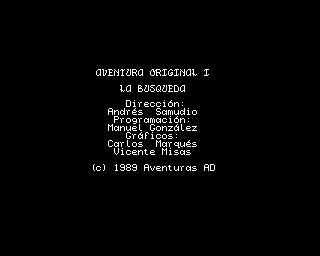 AVENTURA ORIGINAL I
LA BUSQUEDA
Dirección:
Andrés Samudio
Programación:
Manuel González
Gráficos:
Carlos Marqués
Vicente Misas
(c) 1989 Aventuras AD